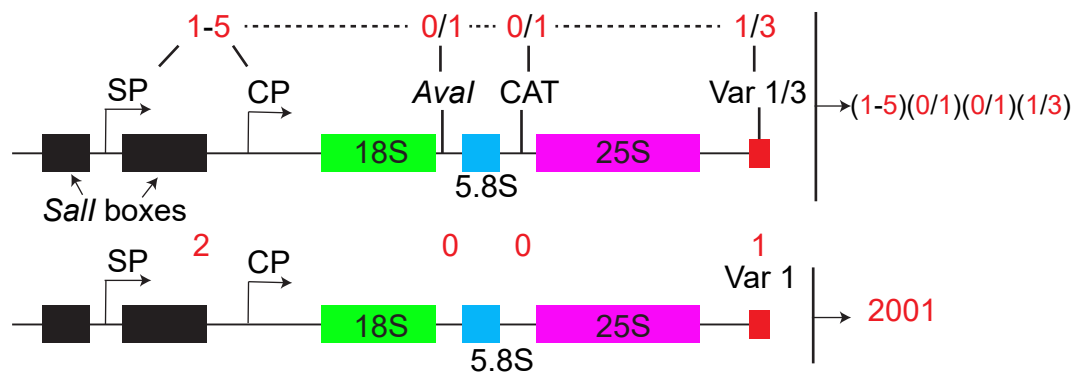 1-5 0/1 0/1 1/3
SP CP AvaI CAT Var 1/3
(1-5)(0/1)(0/1)(1/3)
18S 25S
5.8S
SalI boxes
2 0 0 1
SP CP Var 1
2001
18S 25S
5.8S